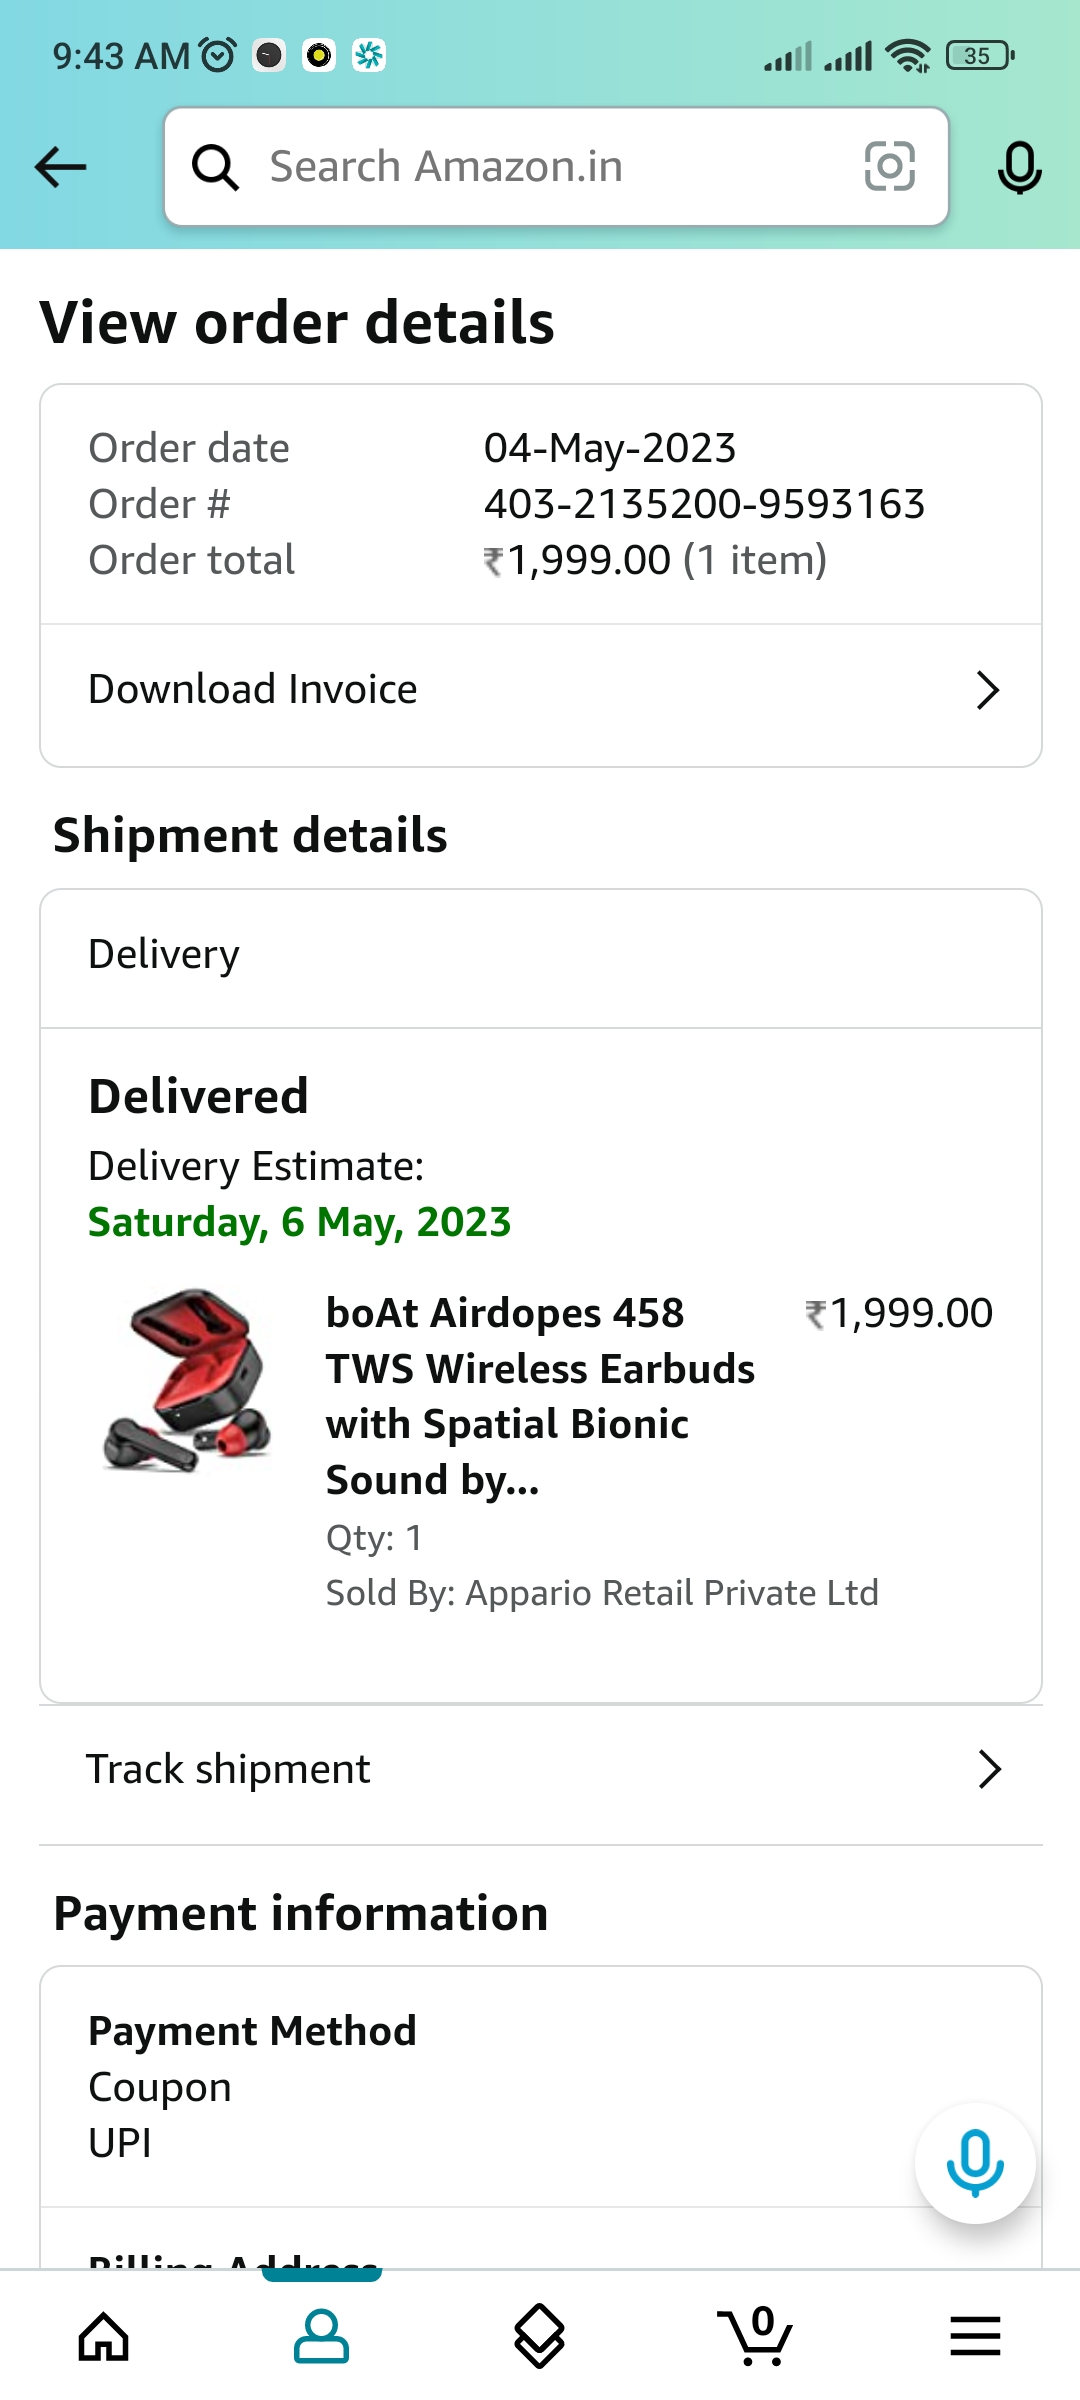 9:43 AM
35
Search Amazon.in
View order details
Order date 04-May-2023
Order # 403-2135200-9593163
Order total ₹1,999.00 (1 item)
Download Invoice
Shipment details
Delivery
Delivered
Delivery Estimate:
Saturday, 6 May, 2023
boAt Airdopes 458 ₹1,999.00
TWS Wireless Earbuds
with Spatial Bionic
Sound by...
Qty: 1
Sold By: Appario Retail Private Ltd
Track shipment
Payment information
Payment Method
Coupon
UPI
Billing Address
0